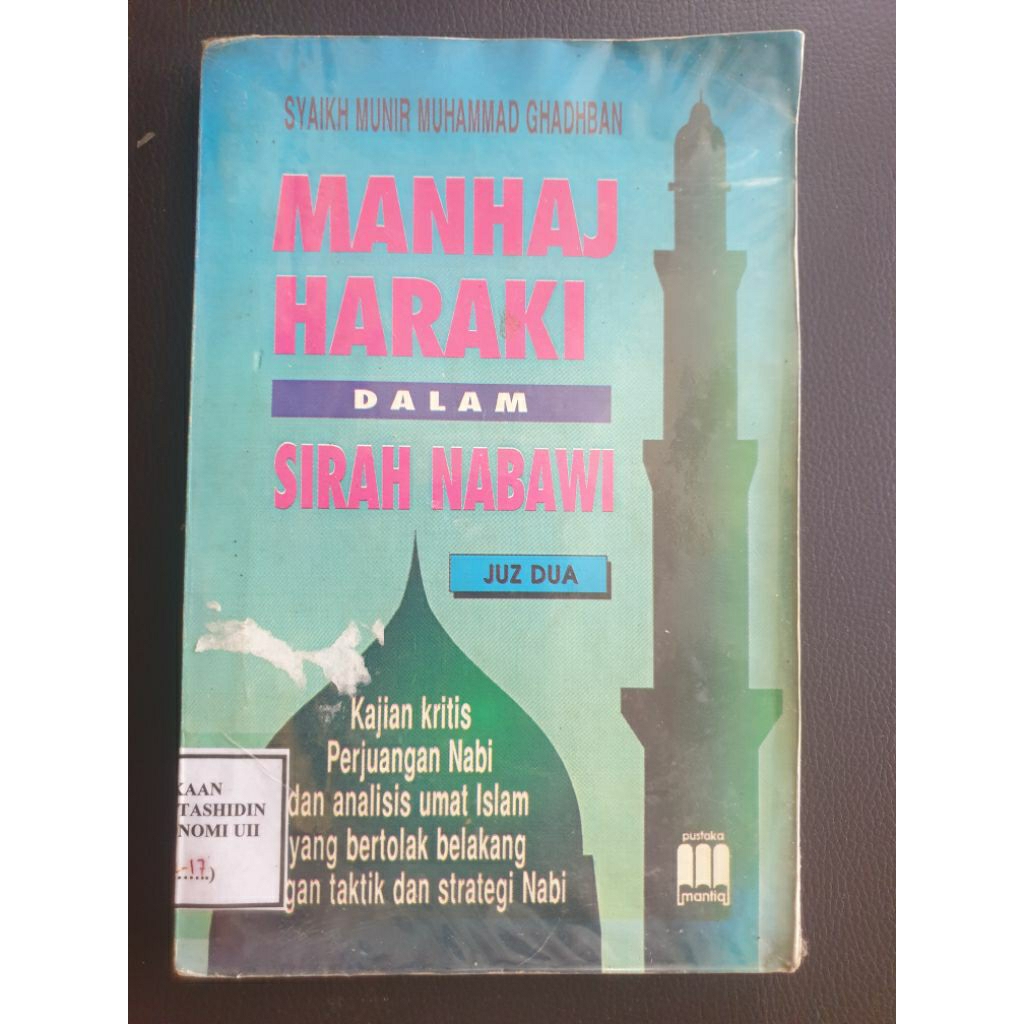 SYAIKH MUNIR MUHAMMAD GHADHBAN
MANHAJ
HARAKI
DALAM
SIRAH NABAWI
JUZ DUA
Kajian kritis
Perjuangan Nabi
dan analisis umat Islam
yang bertolak belakang
gan taktik dan strategi Nabi
KAAN
TASHIDIN
NOMI UII
-17
......)
pustaka
mantiq